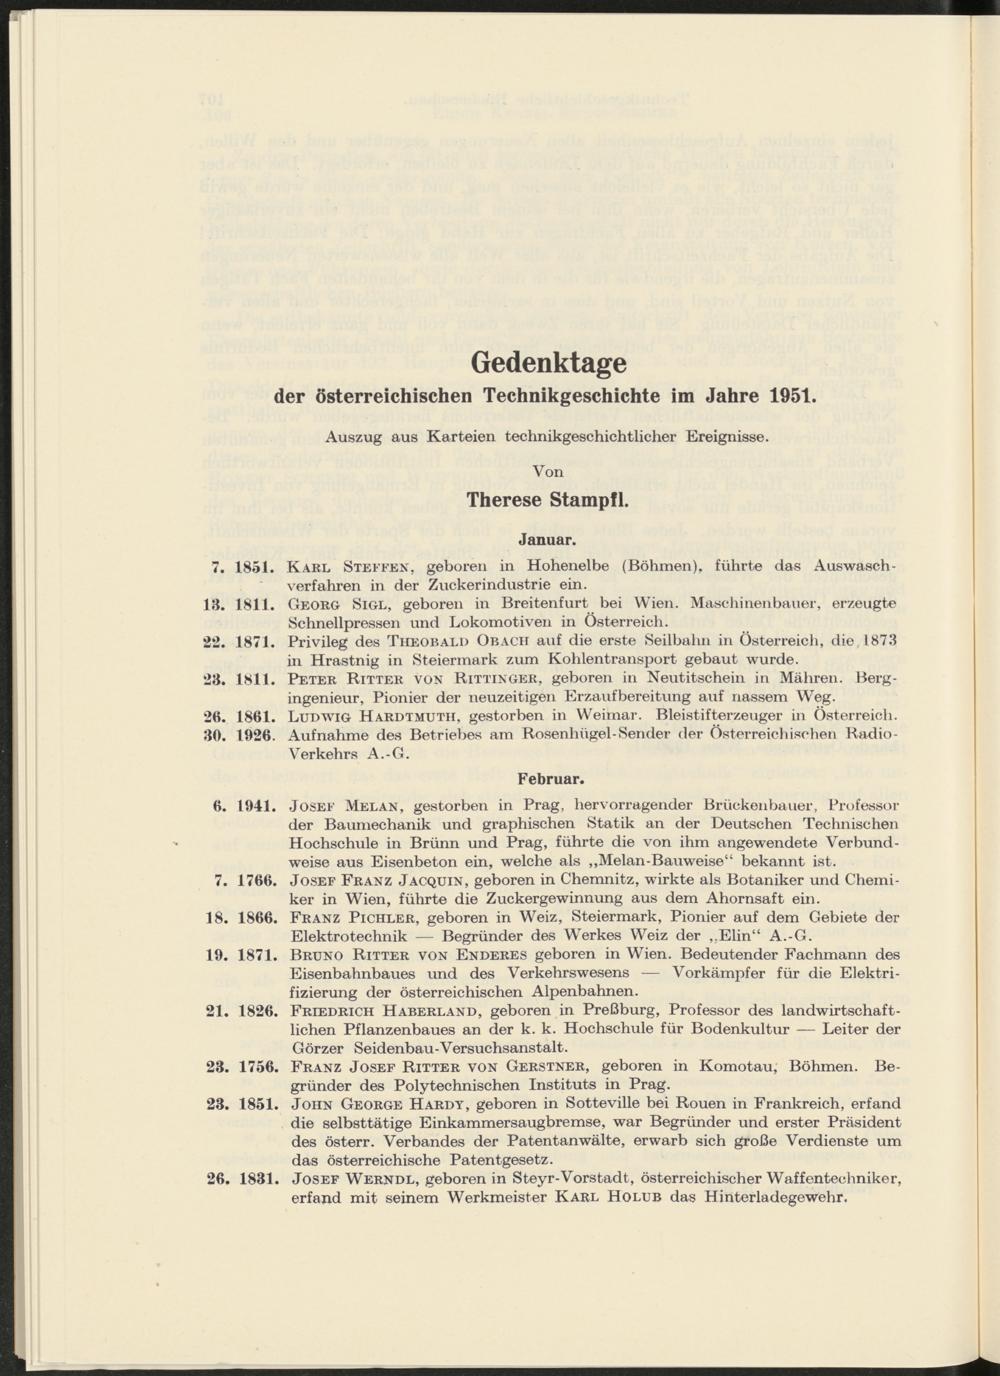 Gedenktage
der österreichischen Technikgeschichte im Jahre 1951.
Auszug aus Karteien technikgeschichtlicher Ereignisse.
Von
Therese Stampfl.
Januar.
7. 1851. Karl Steffen, geboren in Hohenelbe (Böhmen), führte das Auswasch-
verfahren in der Zuckerindustrie ein.
13. 1811. Georg Sigl, geboren in Breitenfurt bei Wien. Maschinenbauer, erzeugte
Schnellpressen und Lokomotiven in Österreich.
22. 1871. Privileg des Theobald Obach auf die erste Seilbahn in Österreich, die 1873
in Hrastnig in Steiermark zum Kohlentransport gebaut wurde.
23. 1811. Peter Ritter von Rittinger, geboren in Neutitschein in Mähren. Berg-
ingenieur, Pionier der neuzeitigen Erzaufbereitung auf nassem Weg.
26. 1861. Ludwig Hardtmuth, gestorben in Weimar. Bleistifterzeuger in Österreich.
30. 1926. Aufnahme des Betriebes am Rosenhügel-Sender der Österreichischen Radio-
Verkehrs A.-G.
Februar.
6. 1941. Josef Melan, gestorben in Prag, hervorragender Brückenbauer, Professor
der Baumechanik und graphischen Statik an der Deutschen Technischen
Hochschule in Brünn und Prag, führte die von ihm angewendete Verbund-
weise aus Eisenbeton ein, welche als „Melan-Bauweise“ bekannt ist.
7. 1766. Josef Franz Jacquin, geboren in Chemnitz, wirkte als Botaniker und Chemi-
ker in Wien, führte die Zuckergewinnung aus dem Ahornsaft ein.
18. 1866. Franz Pichler, geboren in Weiz, Steiermark, Pionier auf dem Gebiete der
Elektrotechnik — Begründer des Werkes Weiz der „Elin“ A.-G.
19. 1871. Bruno Ritter von Enderes geboren in Wien. Bedeutender Fachmann des
Eisenbahnbaues und des Verkehrswesens — Vorkämpfer für die Elektri-
fizierung der österreichischen Alpenbahnen.
21. 1826. Friedrich Haberland, geboren in Preßburg, Professor des landwirtschaft-
lichen Pflanzenbaues an der k. k. Hochschule für Bodenkultur — Leiter der
Görzer Seidenbau-Versuchsanstalt.
23. 1756. Franz Josef Ritter von Gerstner, geboren in Komotau, Böhmen. Be-
gründer des Polytechnischen Instituts in Prag.
23. 1851. John George Hardy, geboren in Sotteville bei Rouen in Frankreich, erfand
die selbsttätige Einkammersaugbremse, war Begründer und erster Präsident
des österr. Verbandes der Patentanwälte, erwarb sich große Verdienste um
das österreichische Patentgesetz.
26. 1831. Josef Werndl, geboren in Steyr-Vorstadt, österreichischer Waffentechniker,
erfand mit seinem Werkmeister Karl Holub das Hinterladegewehr.